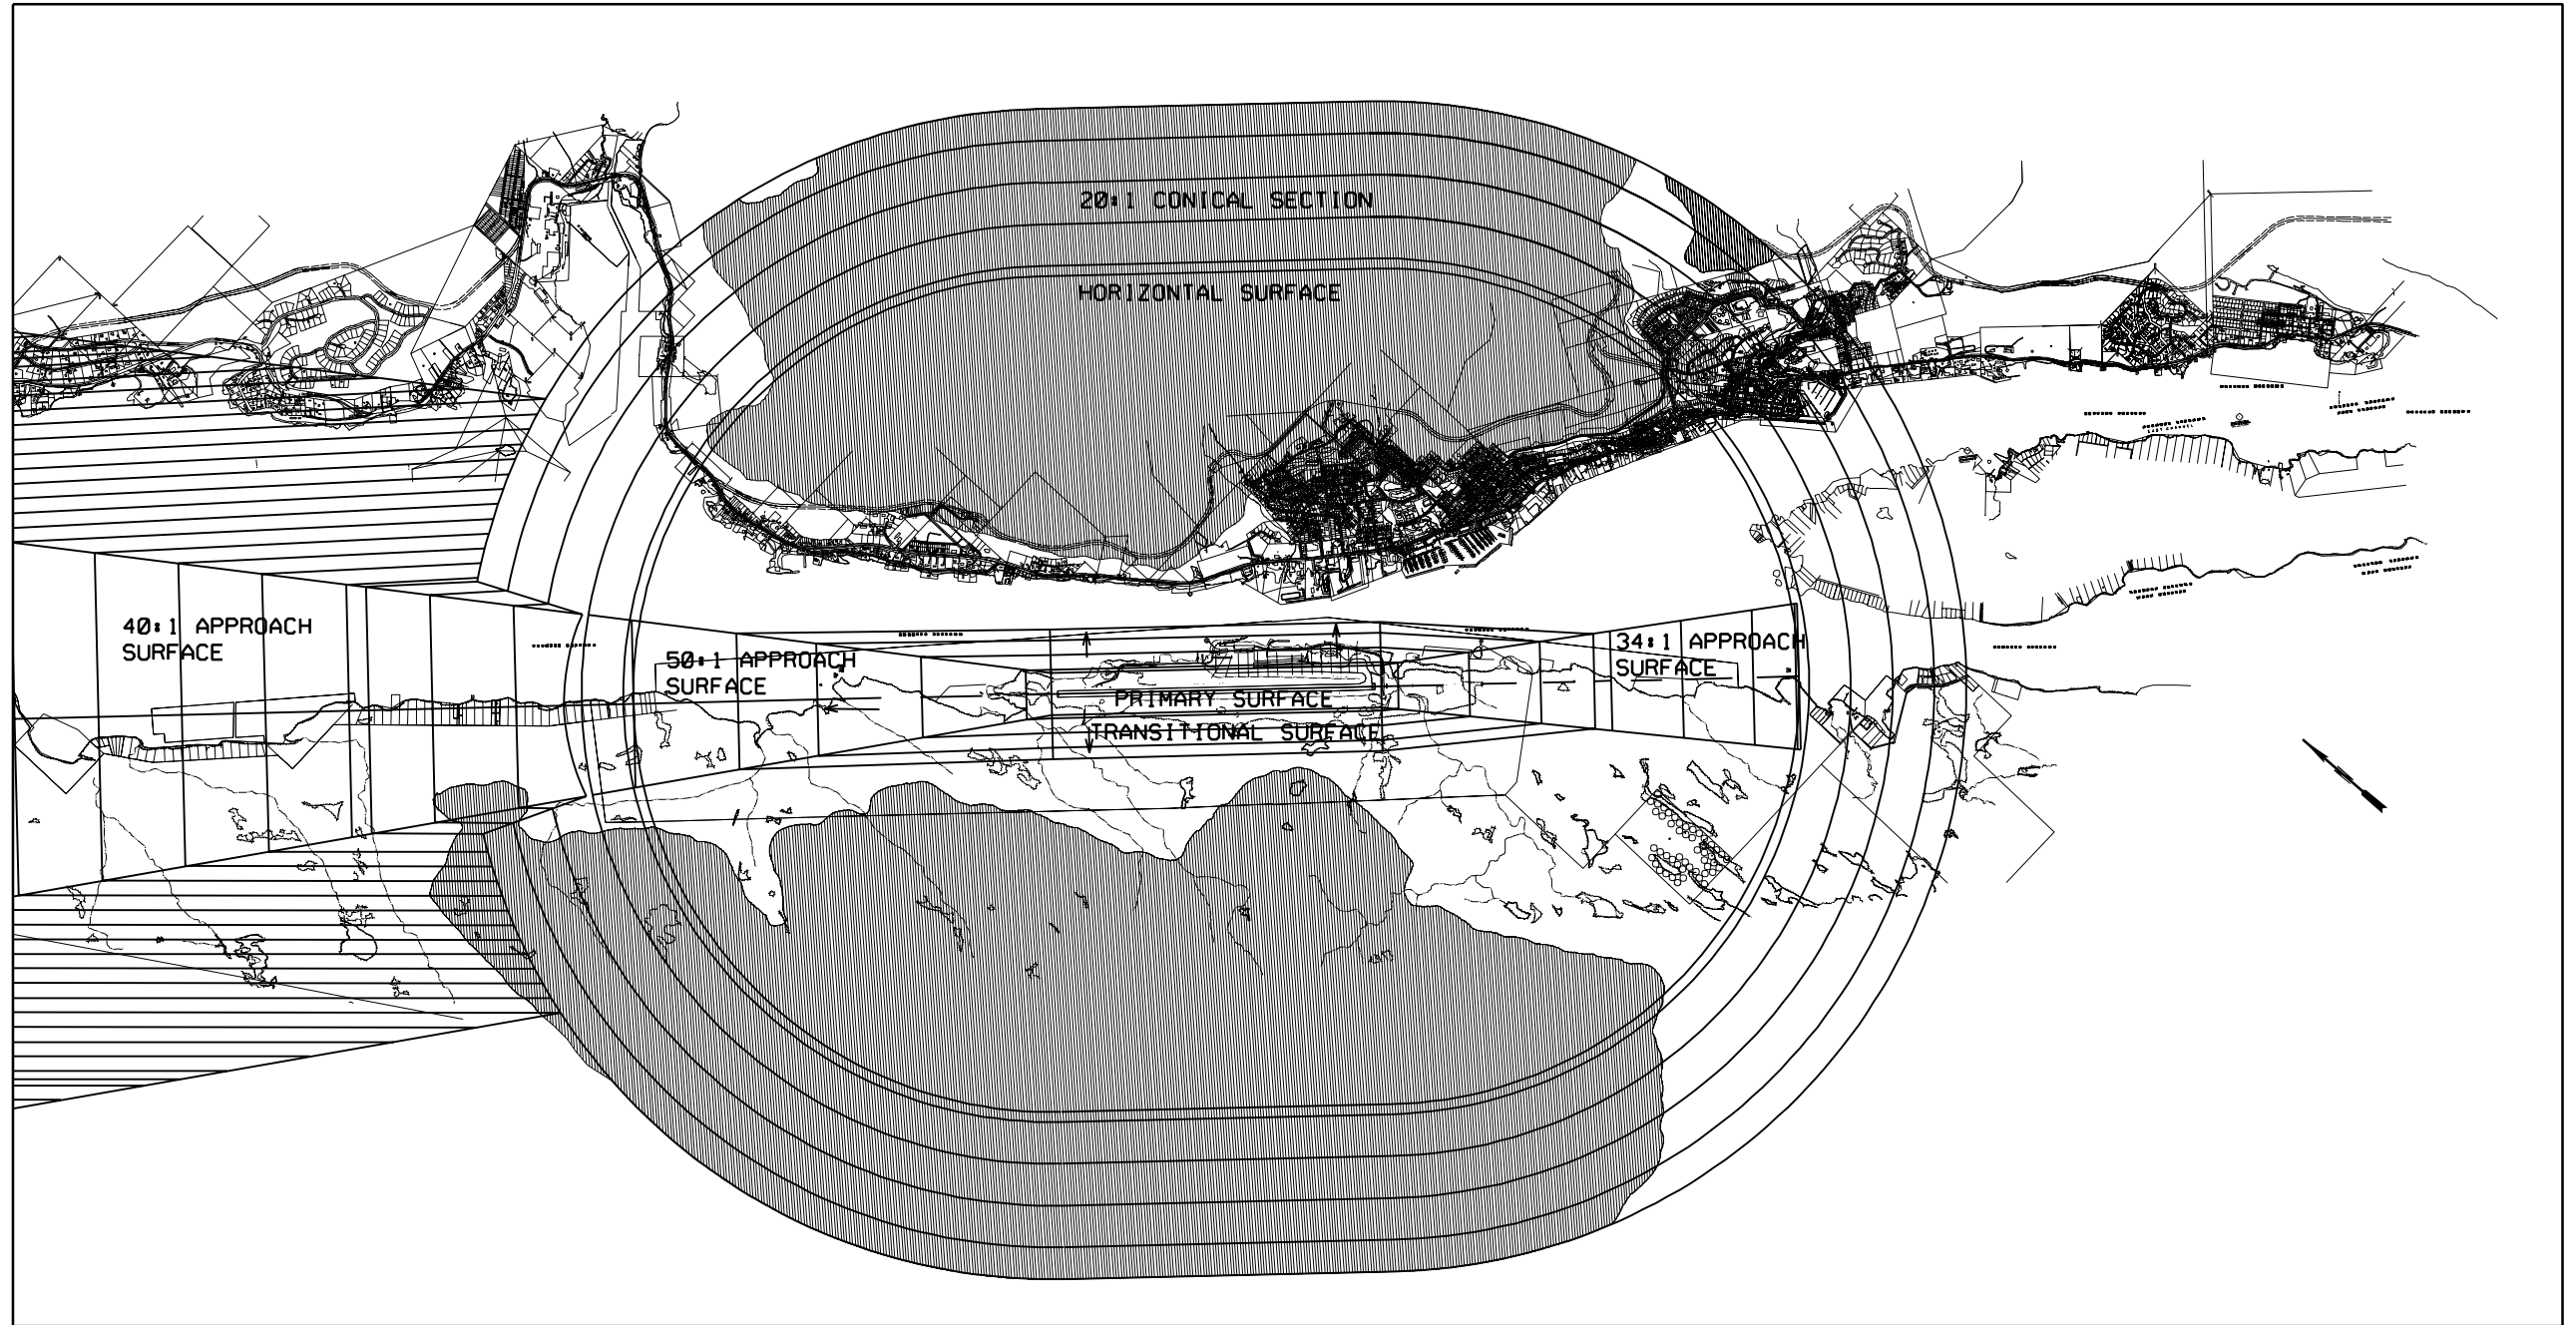 20:1 CONICAL SECTION
HORIZONTAL SURFACE
40:1 APPROACH
SURFACE
50:1 APPROACH
SURFACE
34:1 APPROACH
SURFACE
PRIMARY SURFACE
TRANSITIONAL SURFACE